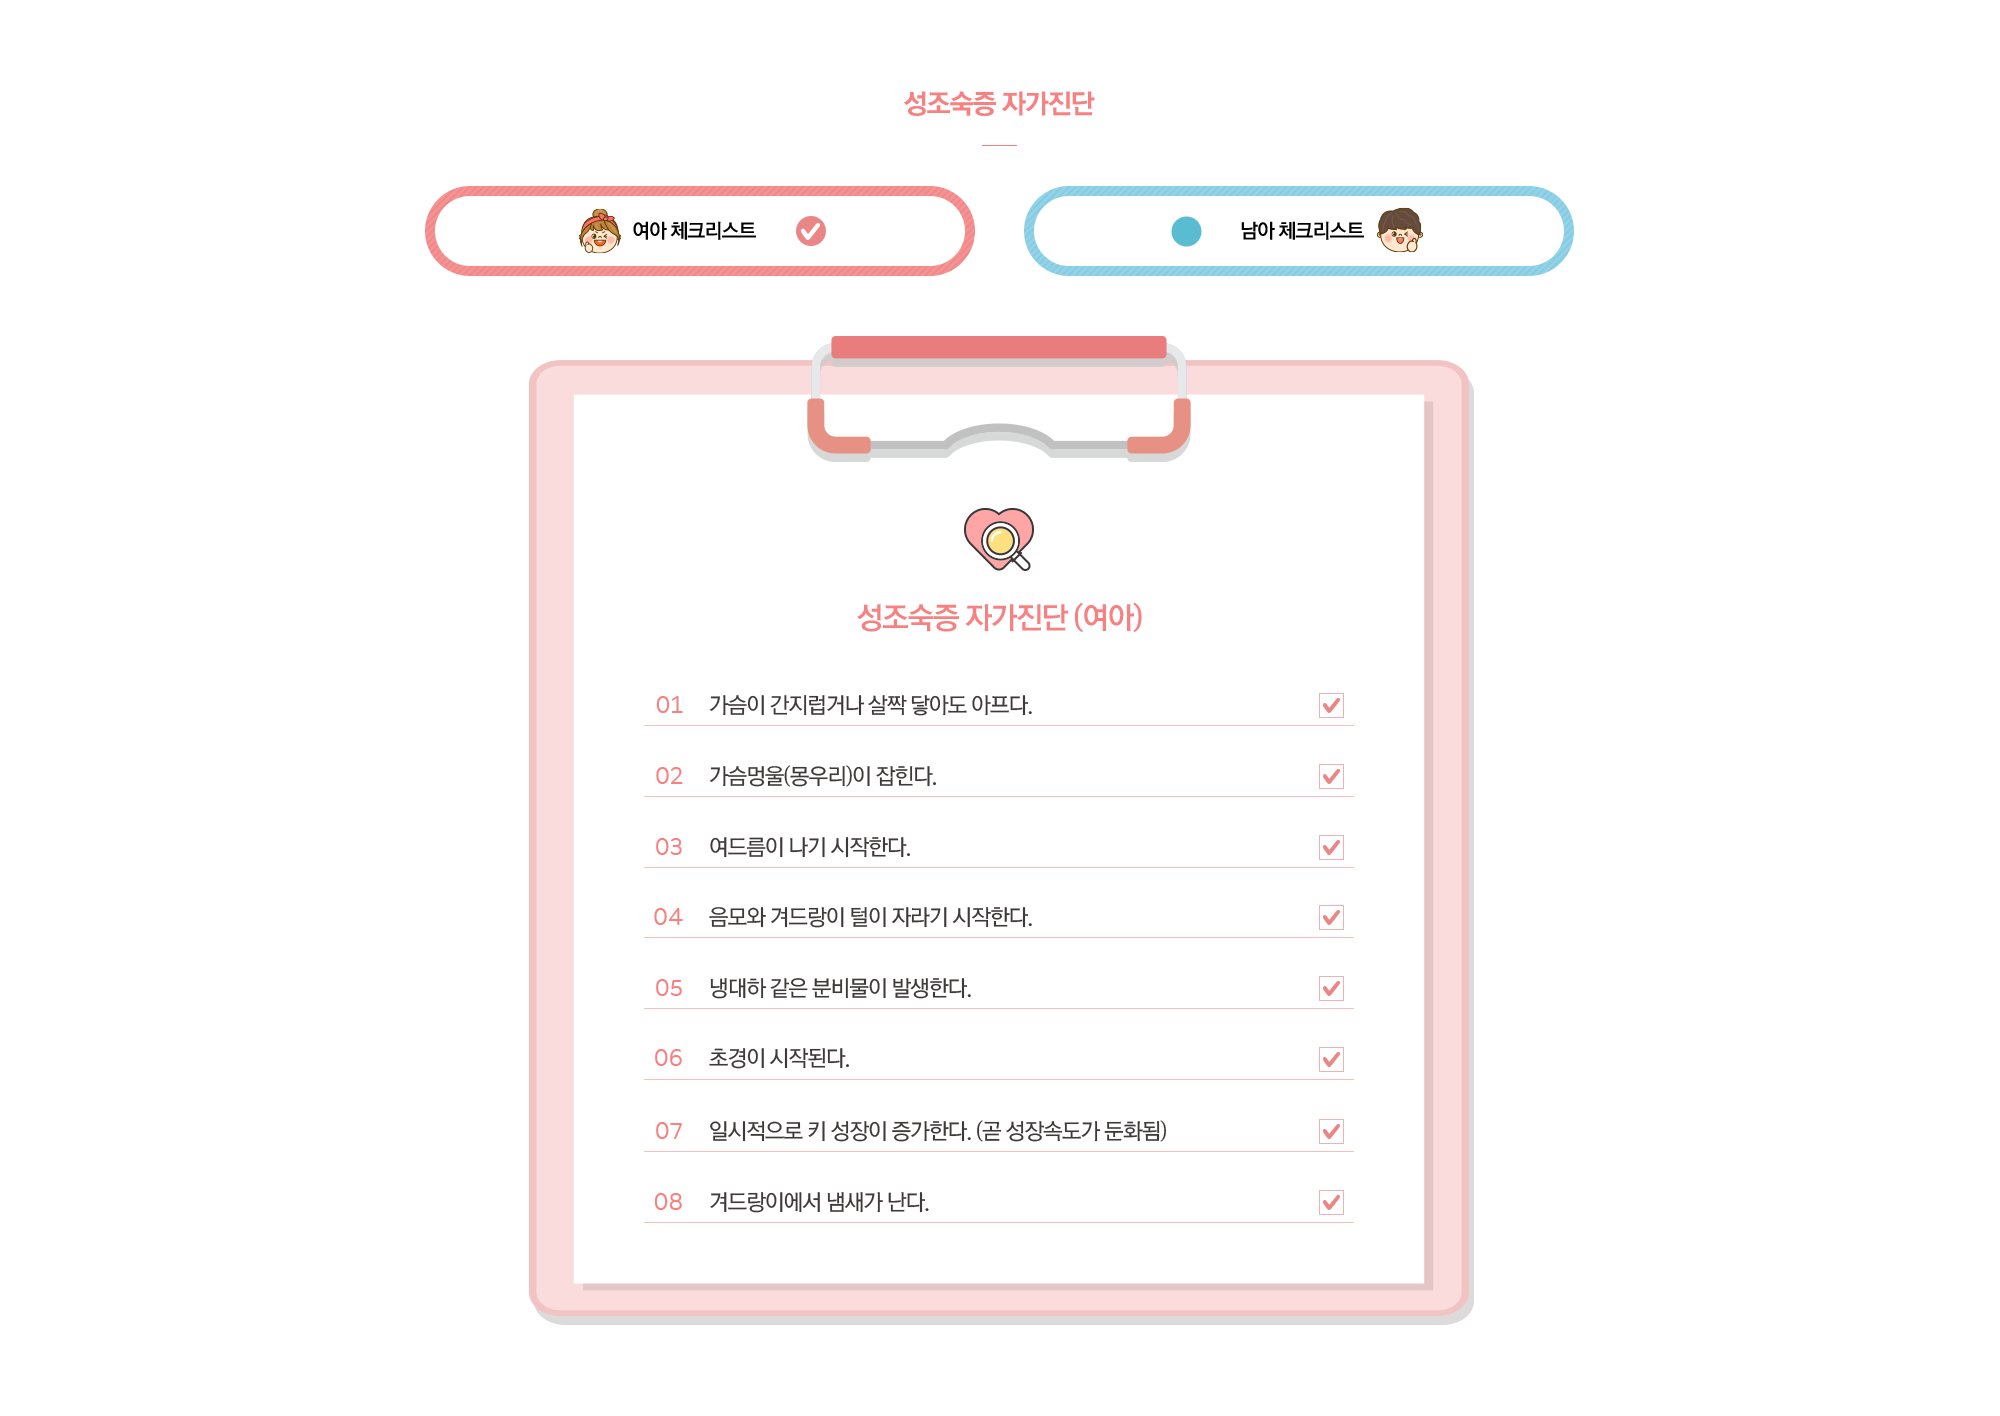 성조숙증 자가진단
여아 체크리스트
남아 체크리스트
성조숙증 자가진단 (여아)
01 가슴이 간지럽거나 살짝 닿아도 아프다.
02 가슴멍울(몽우리)이 잡힌다.
03 여드름이 나기 시작한다.
04 음모와 겨드랑이 털이 자라기 시작한다.
05 냉대하 같은 분비물이 발생한다.
06 초경이 시작된다.
07 일시적으로 키 성장이 증가한다. (곧 성장속도가 둔화됨)
08 겨드랑이에서 냄새가 난다.